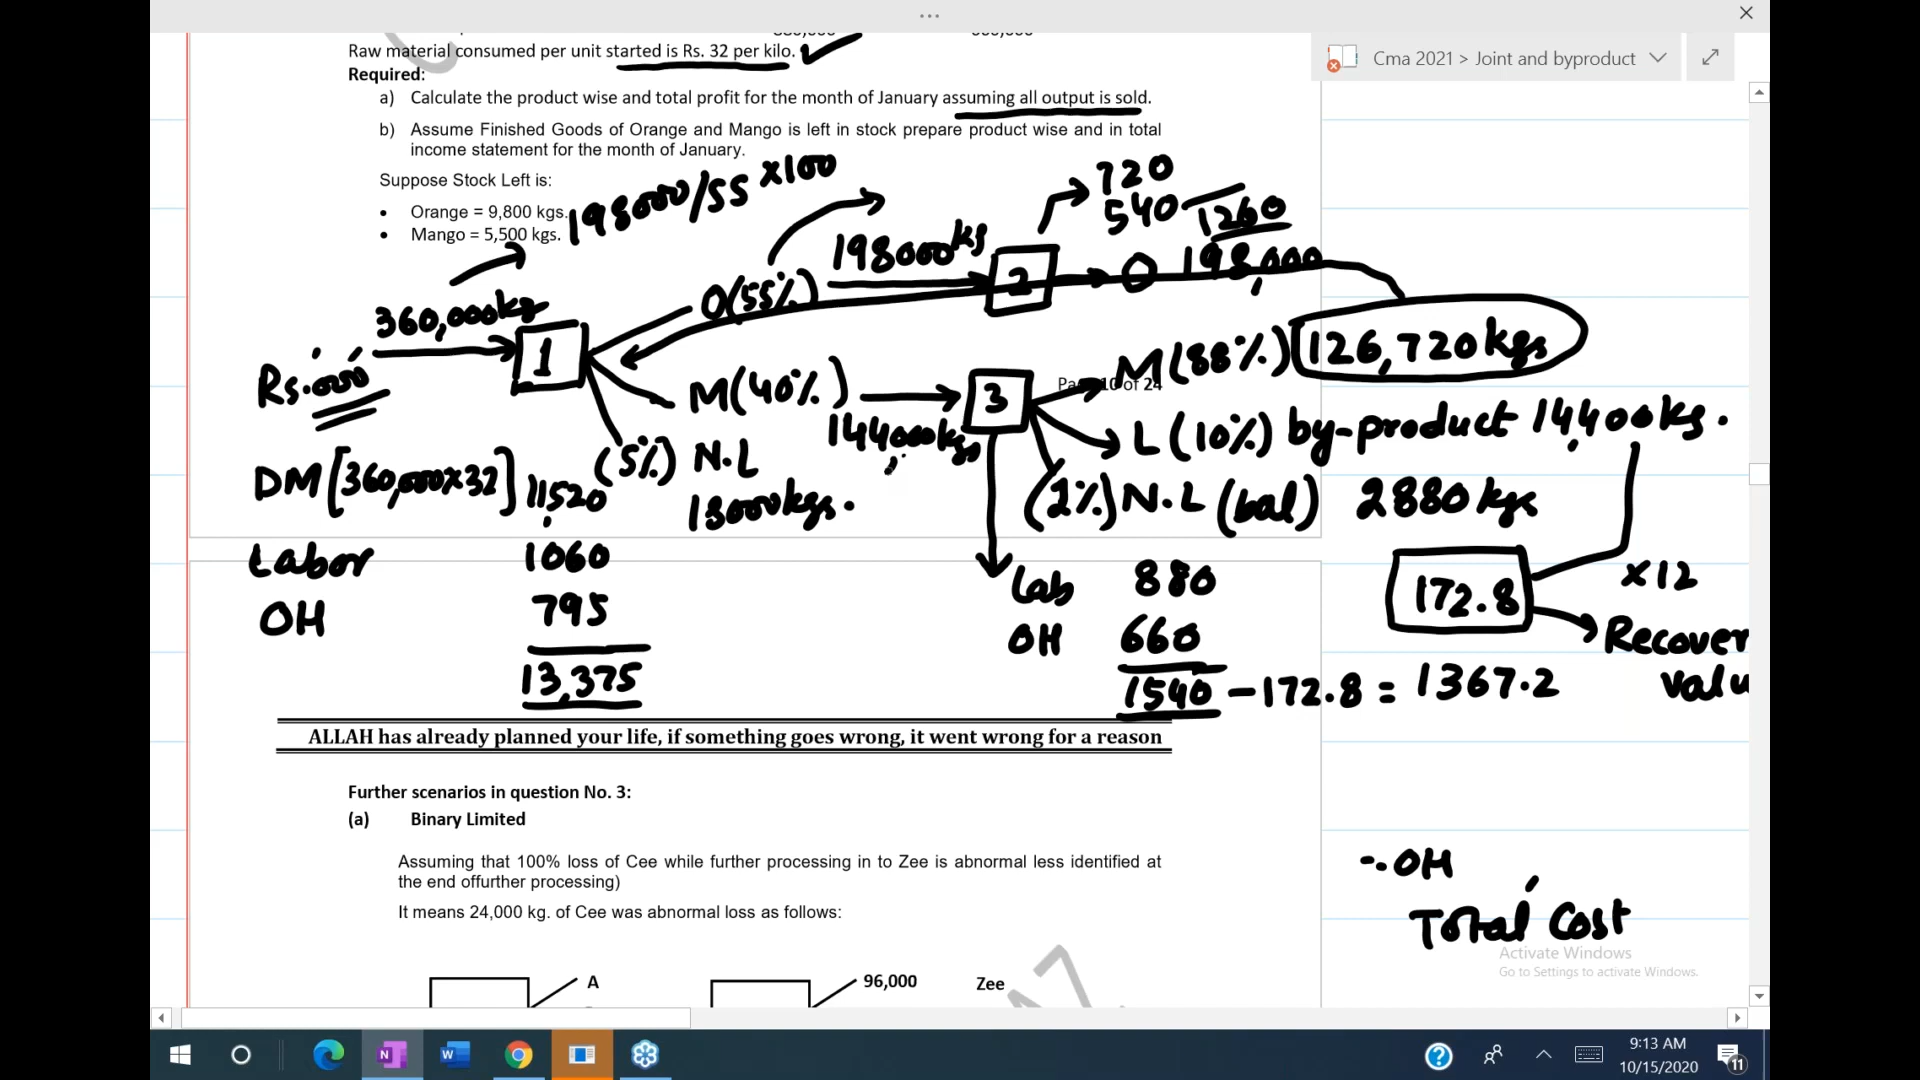 Cma 2021 > Joint and byproduct
Raw material consumed per unit started is Rs. 32 per kilo.
Required:
a) Calculate the product wise and total profit for the month of January assuming all output is sold.
b) Assume Finished Goods of Orange and Mango is left in stock prepare product wise and in total
income statement for the month of January.
Suppose Stock Left is:
• Orange = 9,800 kgs.
• Mango = 5,500 kgs.
198000/55 x100
720
540 1260
198000kg
360,000kg
1
O(55%)
2
O 198,000
Rs.000
M(40%)
144000kgs
3
M(88%) 126,720kgs
Page 10 of 24
L(10%) by-product 14,400kgs.
(2%) N.L (bal) 2880kgs
(5%) N.L
18000kgs.
DM [360,000x32] 11520
Labor 1060
OH 795
13,375
Lab 880
OH 660
1540 - 172.8 = 1367.2
172.8
x12
Recover
valu
ALLAH has already planned your life, if something goes wrong, it went wrong for a reason
Further scenarios in question No. 3:
(a) Binary Limited
Assuming that 100% loss of Cee while further processing in to Zee is abnormal less identified at
the end offurther processing)
It means 24,000 kg. of Cee was abnormal loss as follows:
OH
Total Cost
A
96,000
Zee
Activate Windows
Go to Settings to activate Windows.
9:13 AM
10/15/2020
11